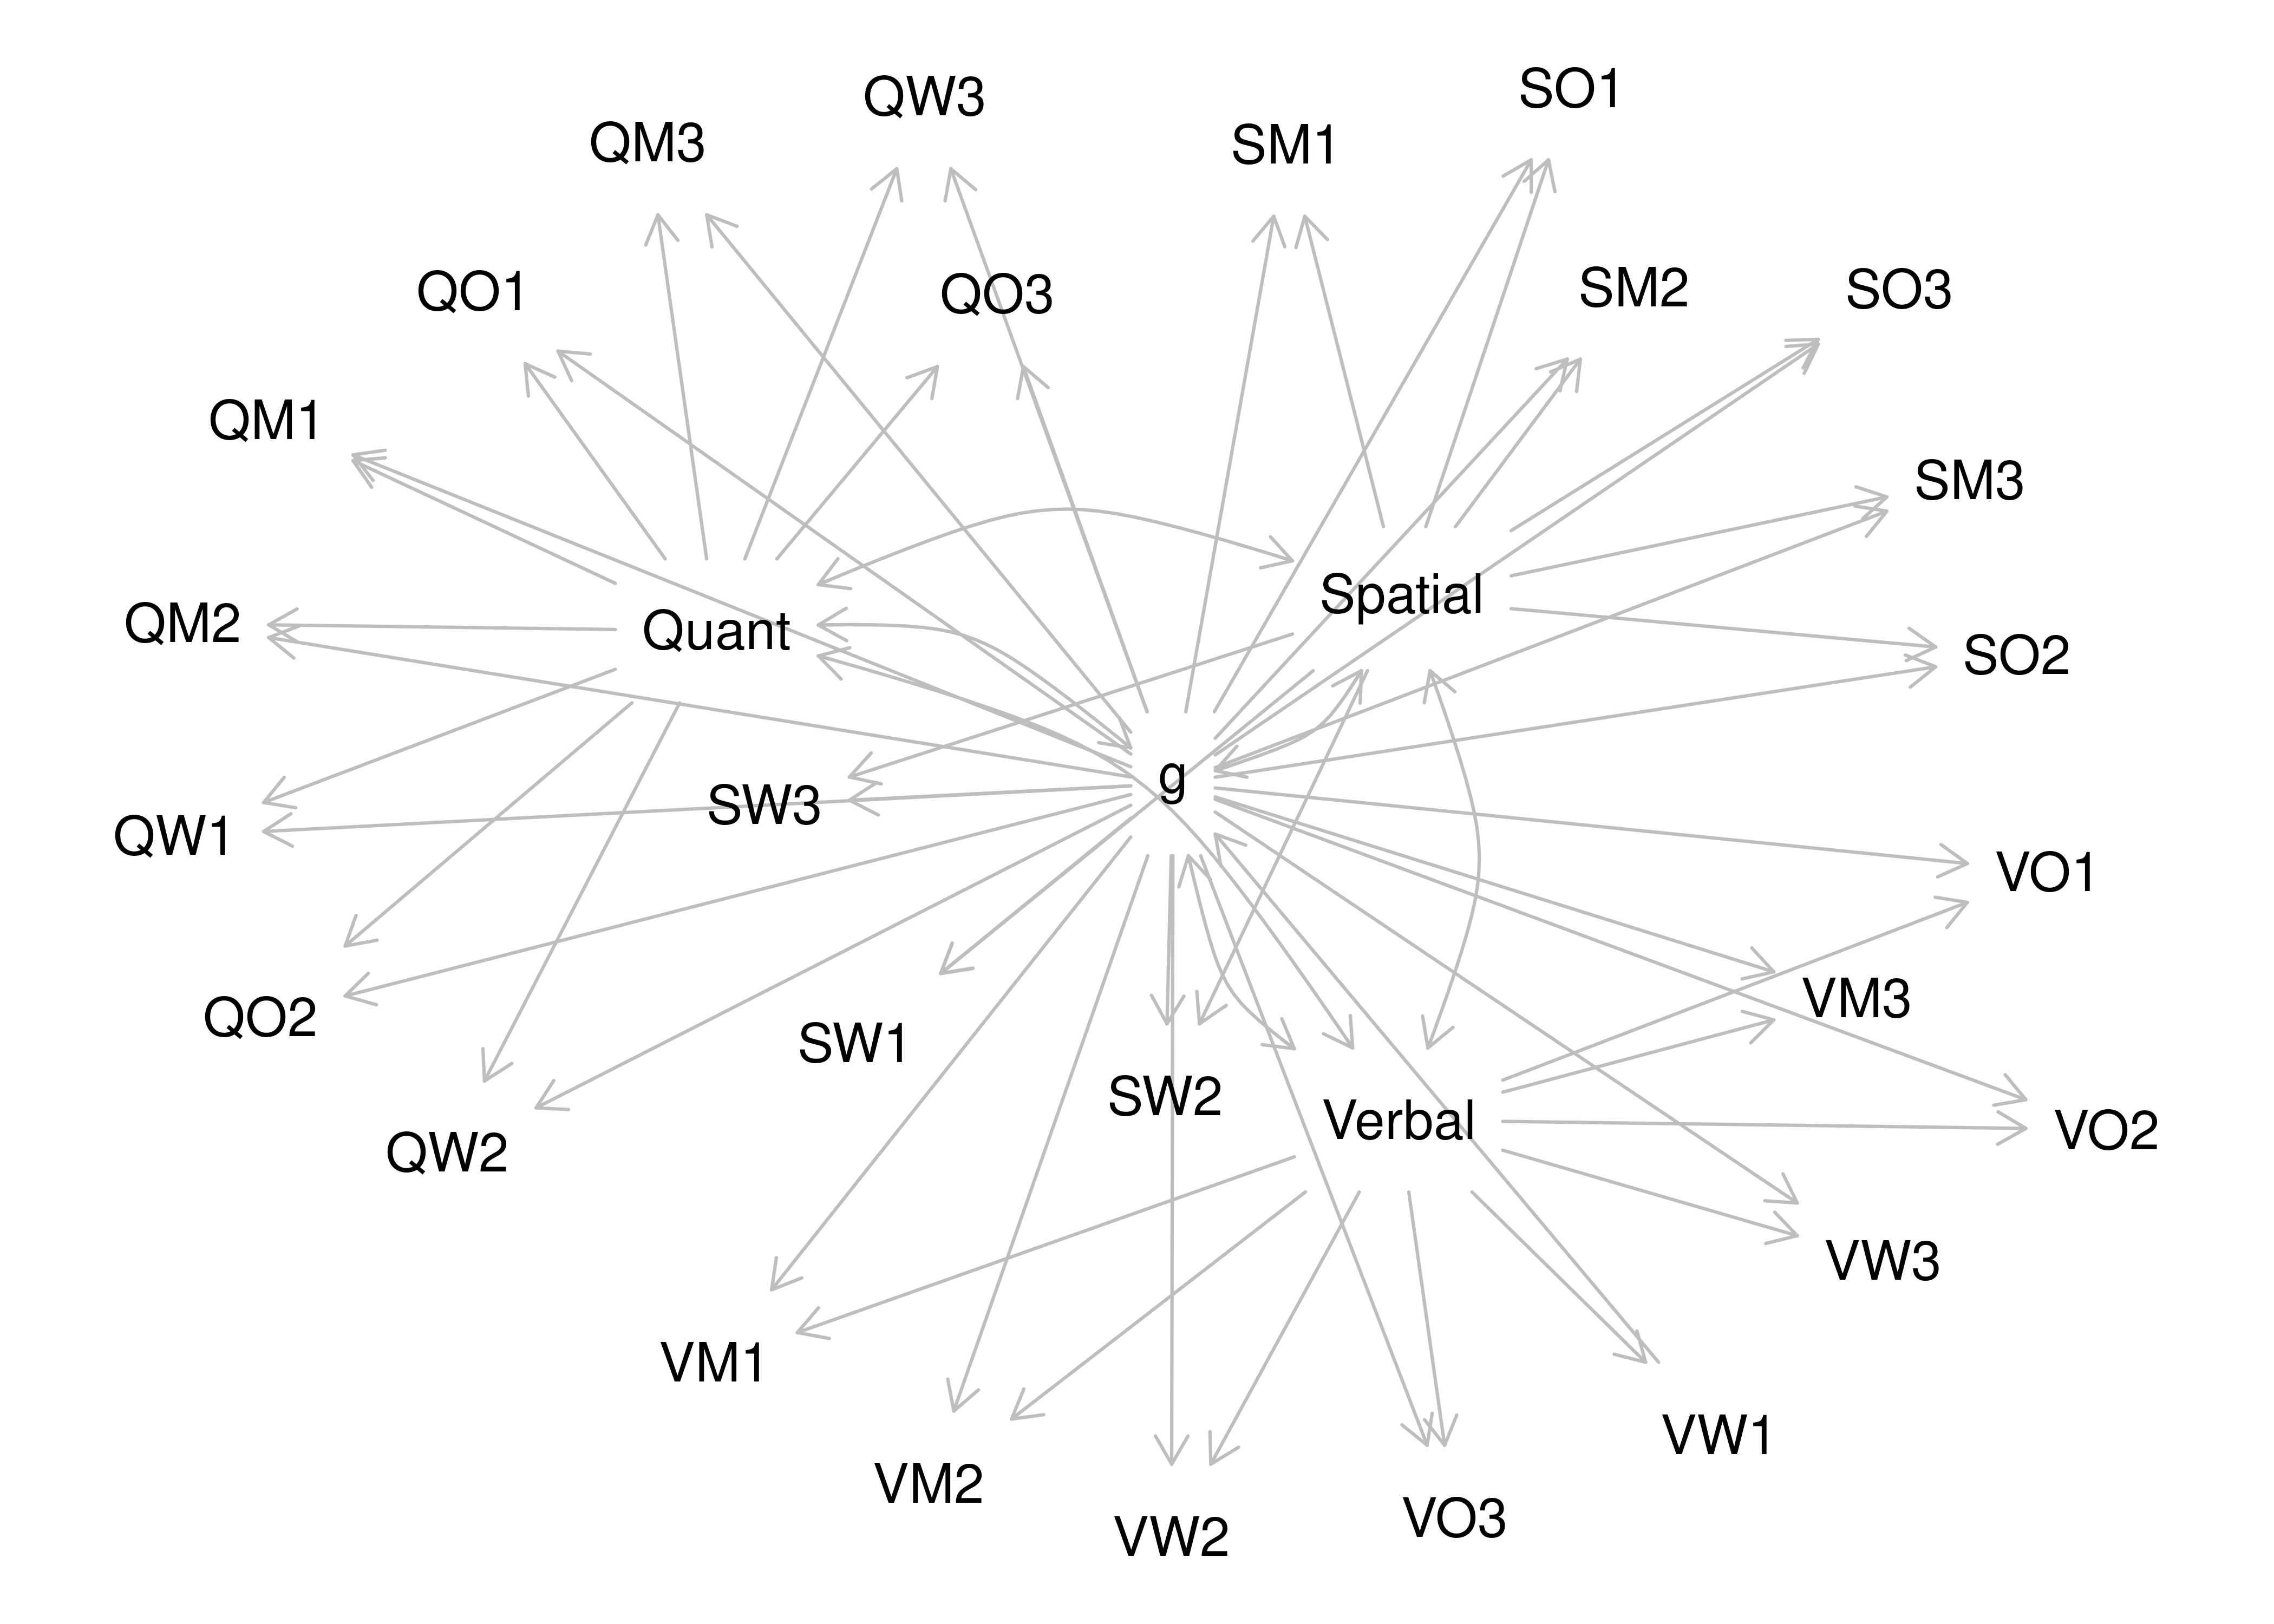 SO1
QW3
QM3
SM1
SM2
SO3
QO1
QO3
QM1
SM3
Spatial
QM2
Quant
SO2
g
SW3
QW1
VO1
VM3
QO2
SW1
SW2
Verbal
VO2
QW2
VW3
VM1
VW1
VM2
VO3
VW2